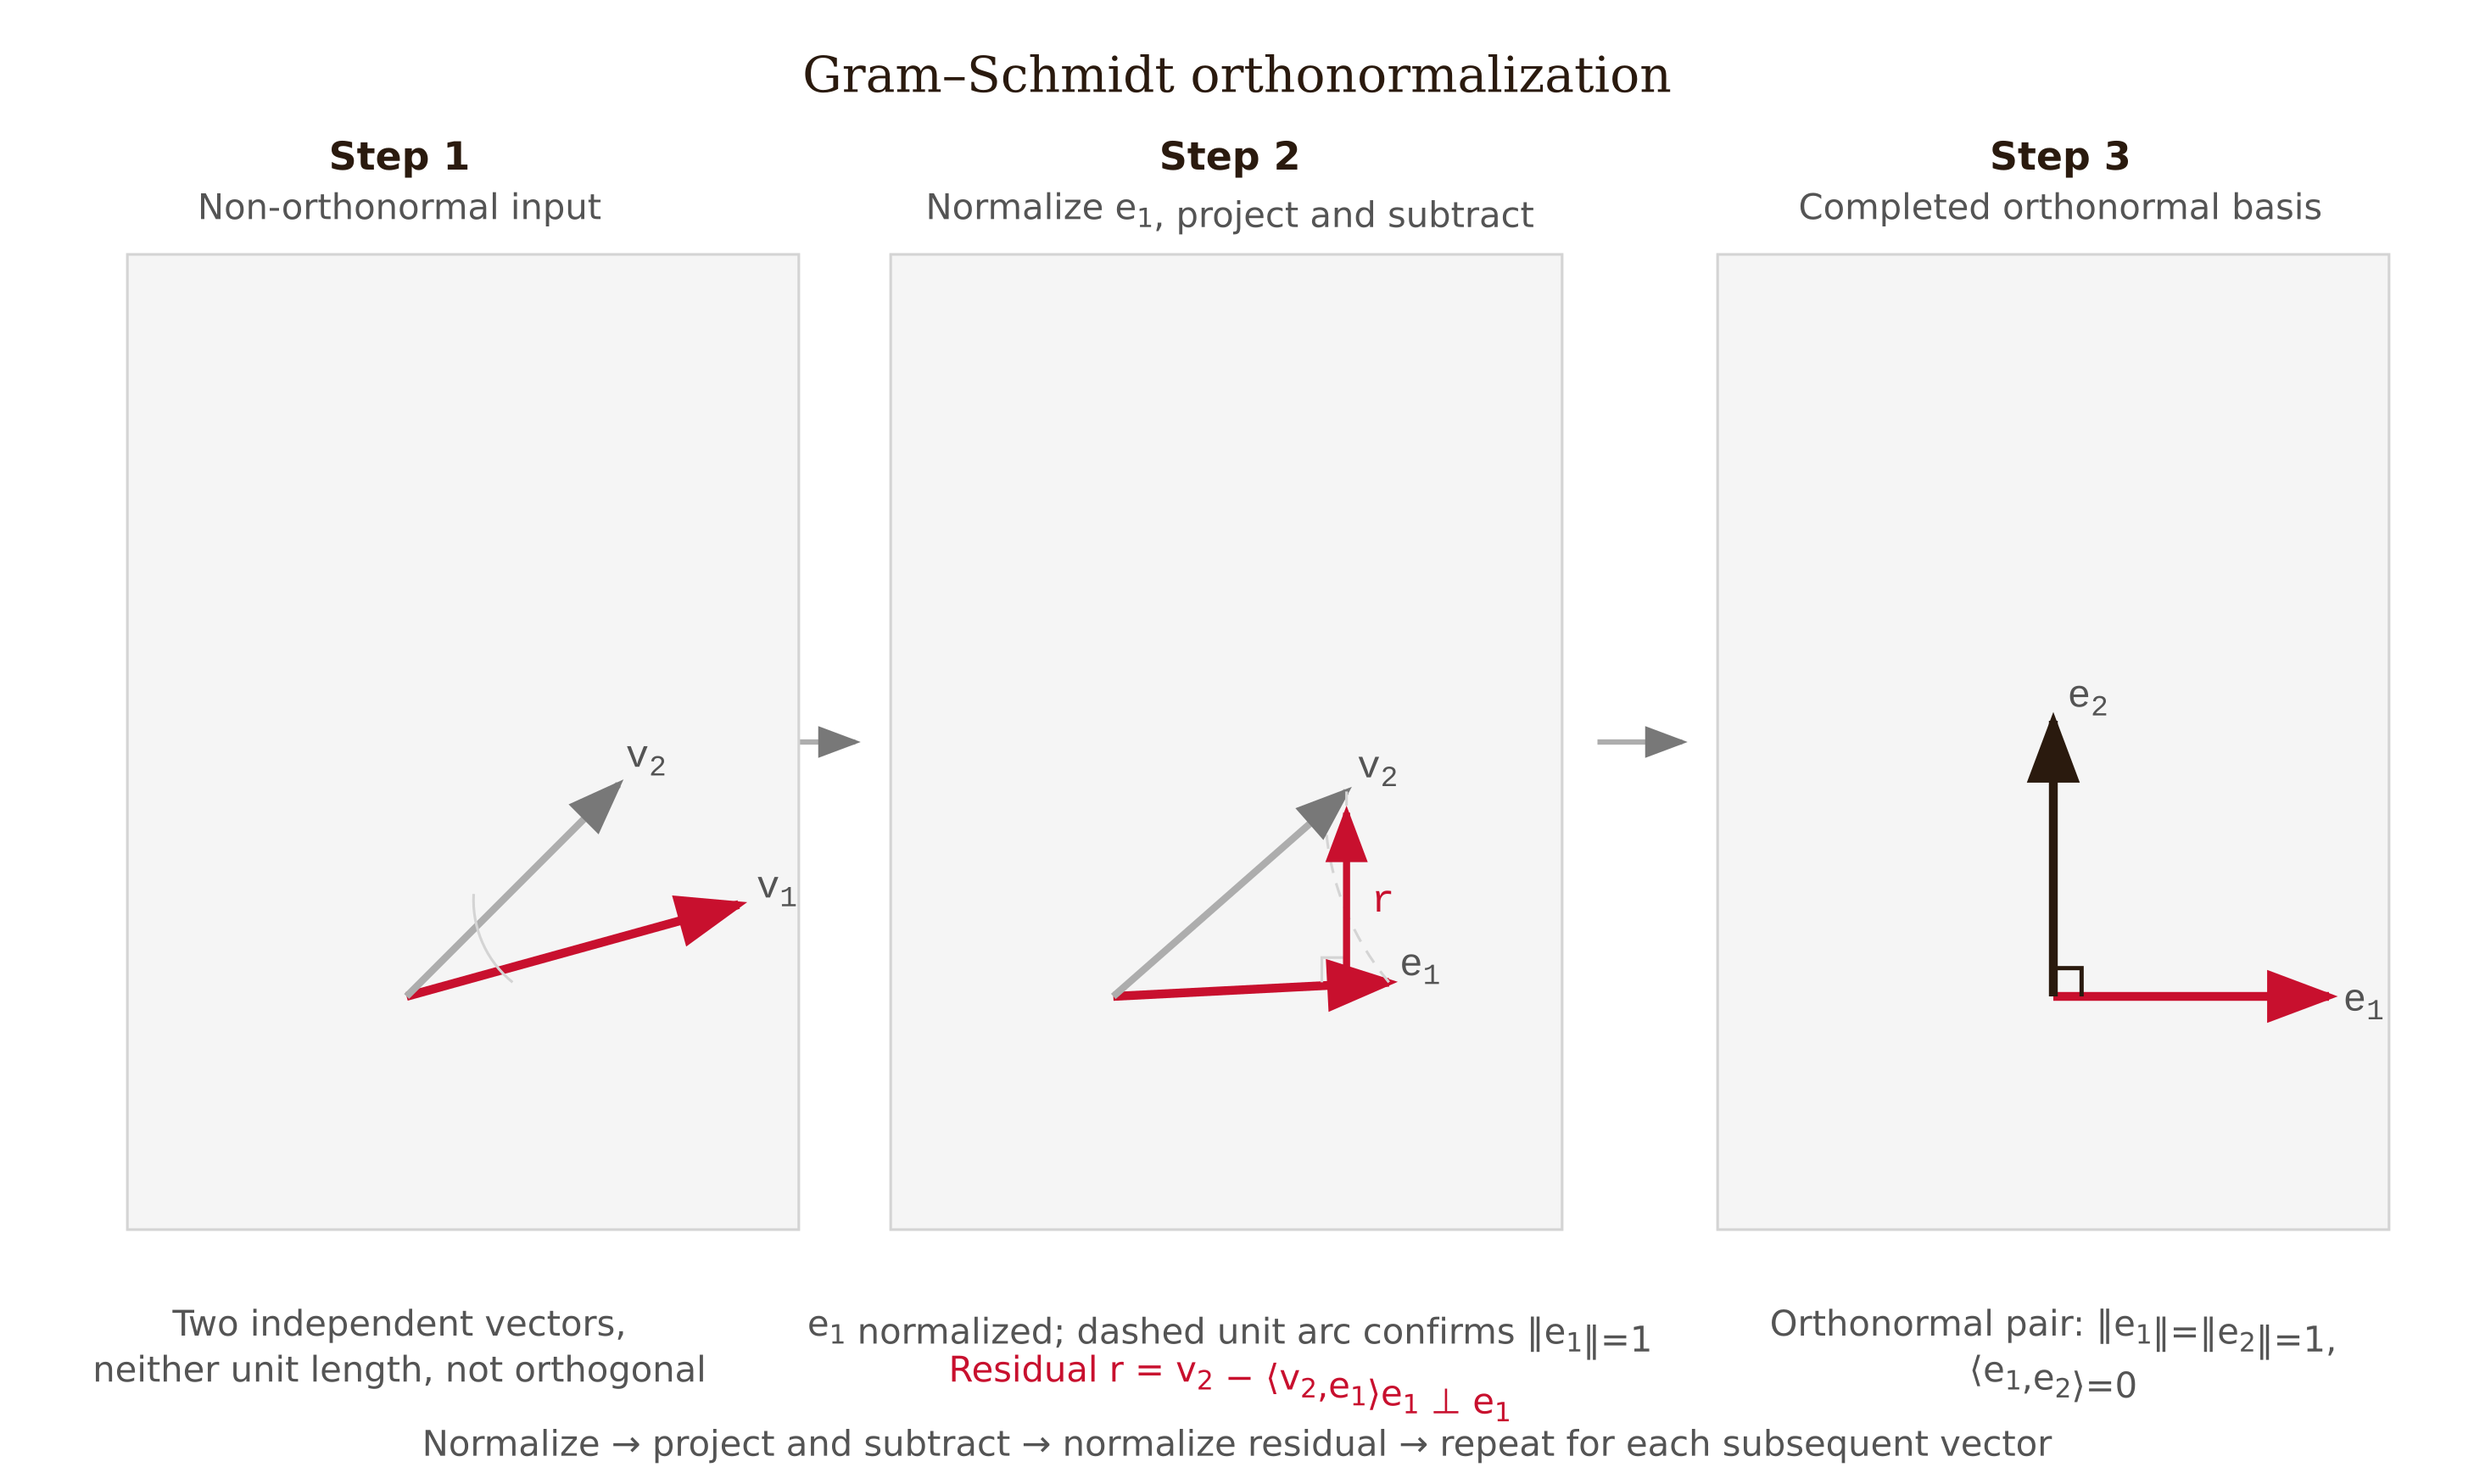 Gram–Schmidt orthonormalization
Step 1
Non-orthonormal input
Step 2
Normalize e₁, project and subtract
Step 3
Completed orthonormal basis
v₂
v₁
v₂
r
e₁
e₂
e₁
Two independent vectors,
neither unit length, not orthogonal
e₁ normalized; dashed unit arc confirms ‖e₁‖=1
Residual r = v₂ − ⟨v₂,e₁⟩e₁ ⊥ e₁
Orthonormal pair: ‖e₁‖=‖e₂‖=1,
⟨e₁,e₂⟩=0
Normalize → project and subtract → normalize residual → repeat for each subsequent vector